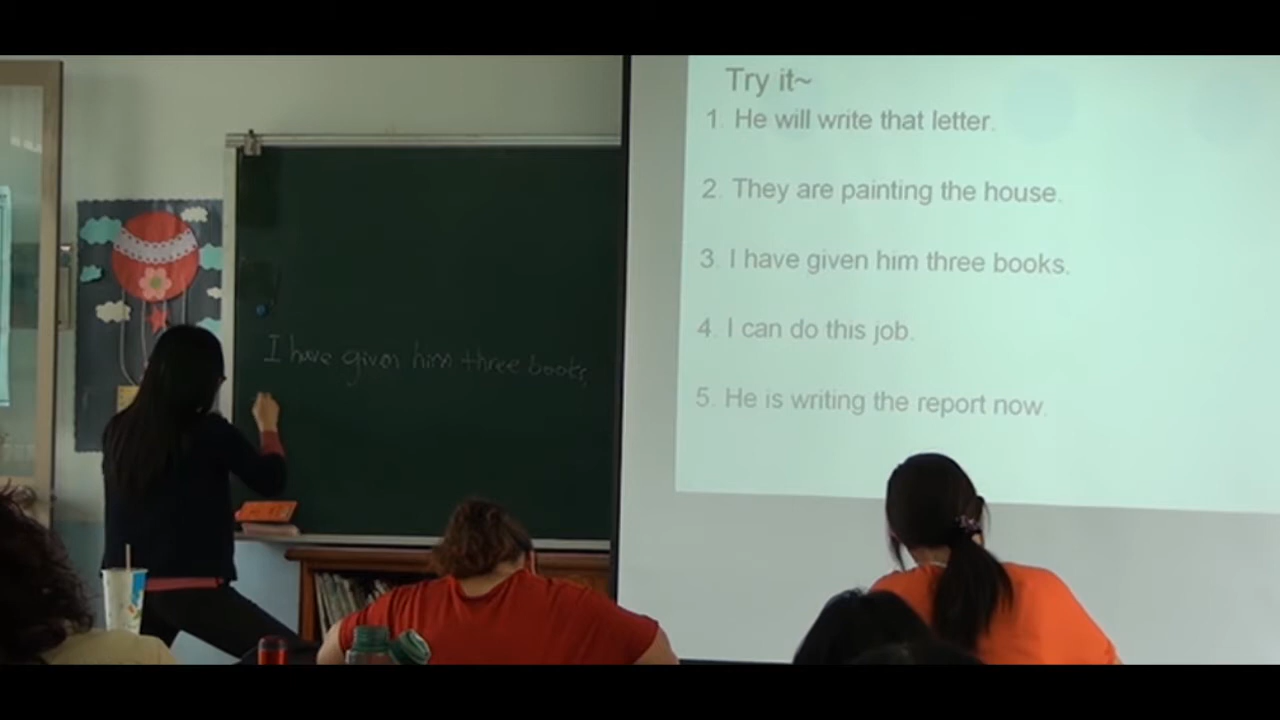 I have given him three books.
Try it~
1. He will write that letter.
2. They are painting the house.
3. I have given him three books.
4. I can do this job.
5. He is writing the report now.